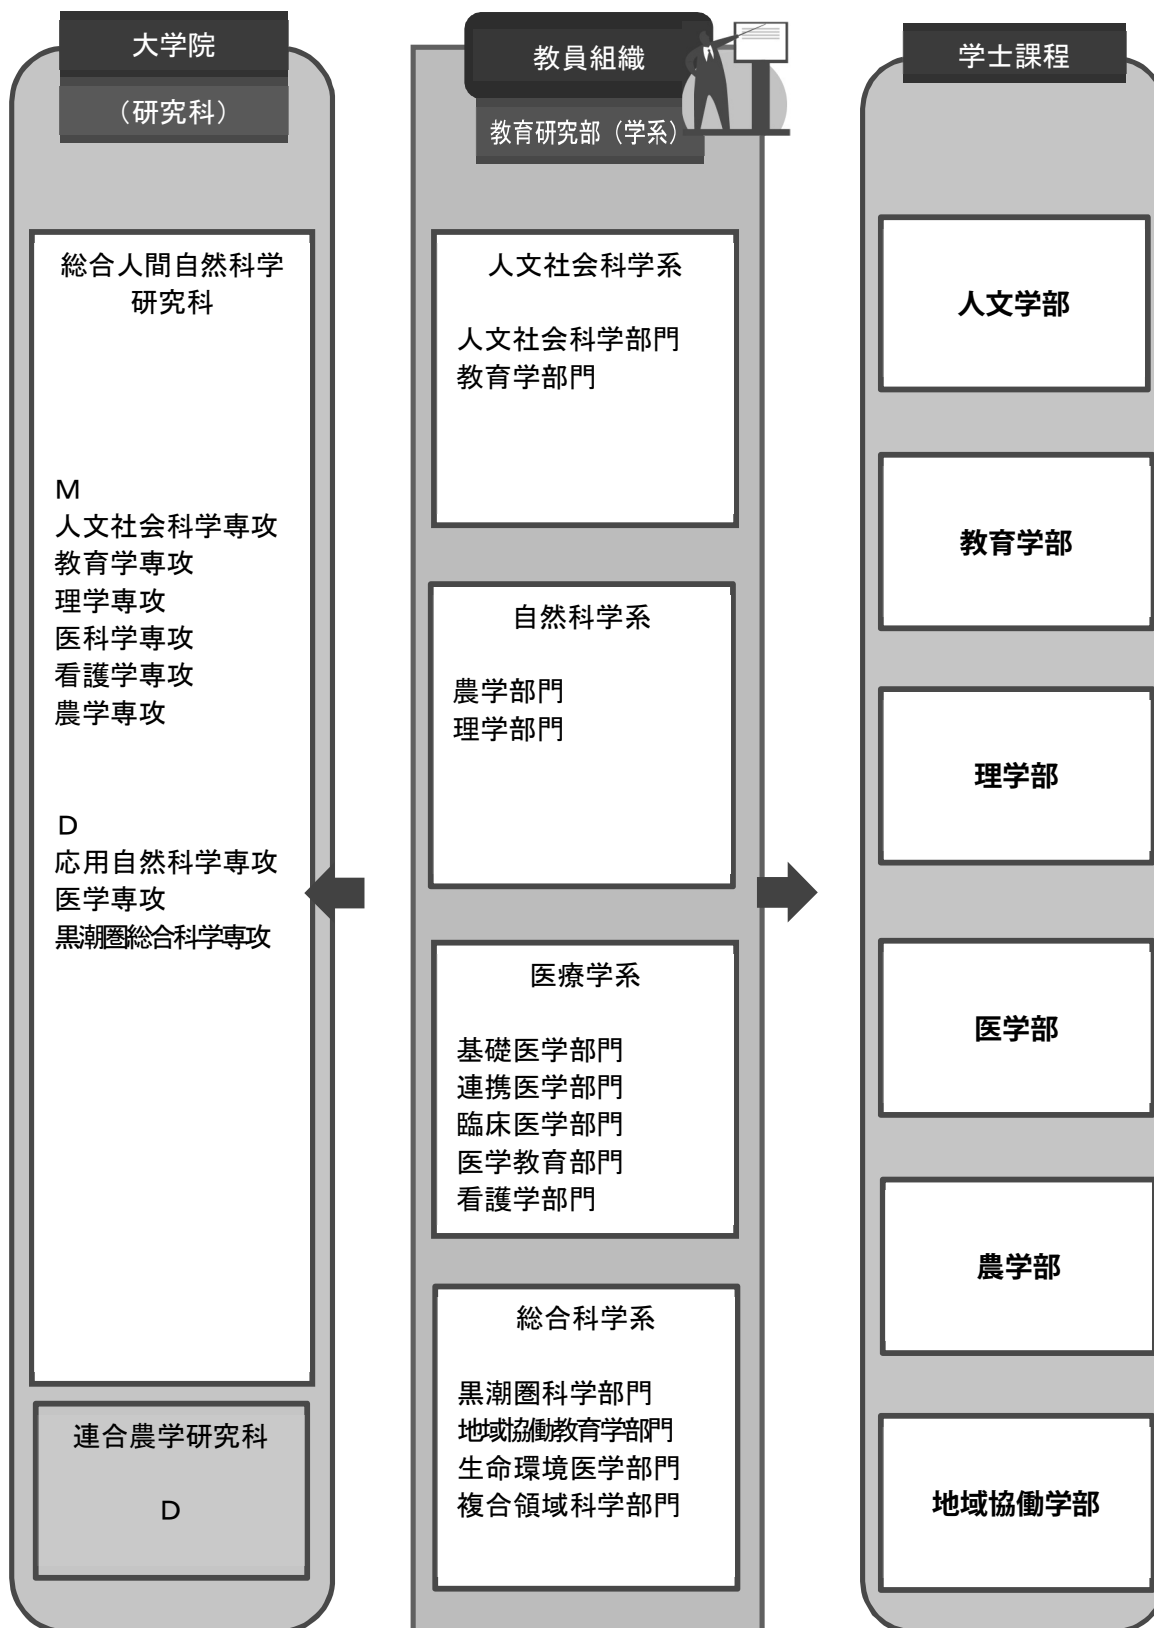 大学院
（研究科）
総合人間自然科学
研究科
M
人文社会科学専攻
教育学専攻
理学専攻
医科学専攻
看護学専攻
農学専攻
D
応用自然科学専攻
医学専攻
黒潮圏総合科学専攻
連合農学研究科
D
教員組織
教育研究部（学系）
人文社会科学系
人文社会科学部門
教育学部門
自然科学系
農学部門
理学部門
医療学系
基礎医学部門
連携医学部門
臨床医学部門
医学教育部門
看護学部門
総合科学系
黒潮圏科学部門
地域協働教育学部門
生命環境医学部門
複合領域科学部門
学士課程
人文学部
教育学部
理学部
医学部
農学部
地域協働学部